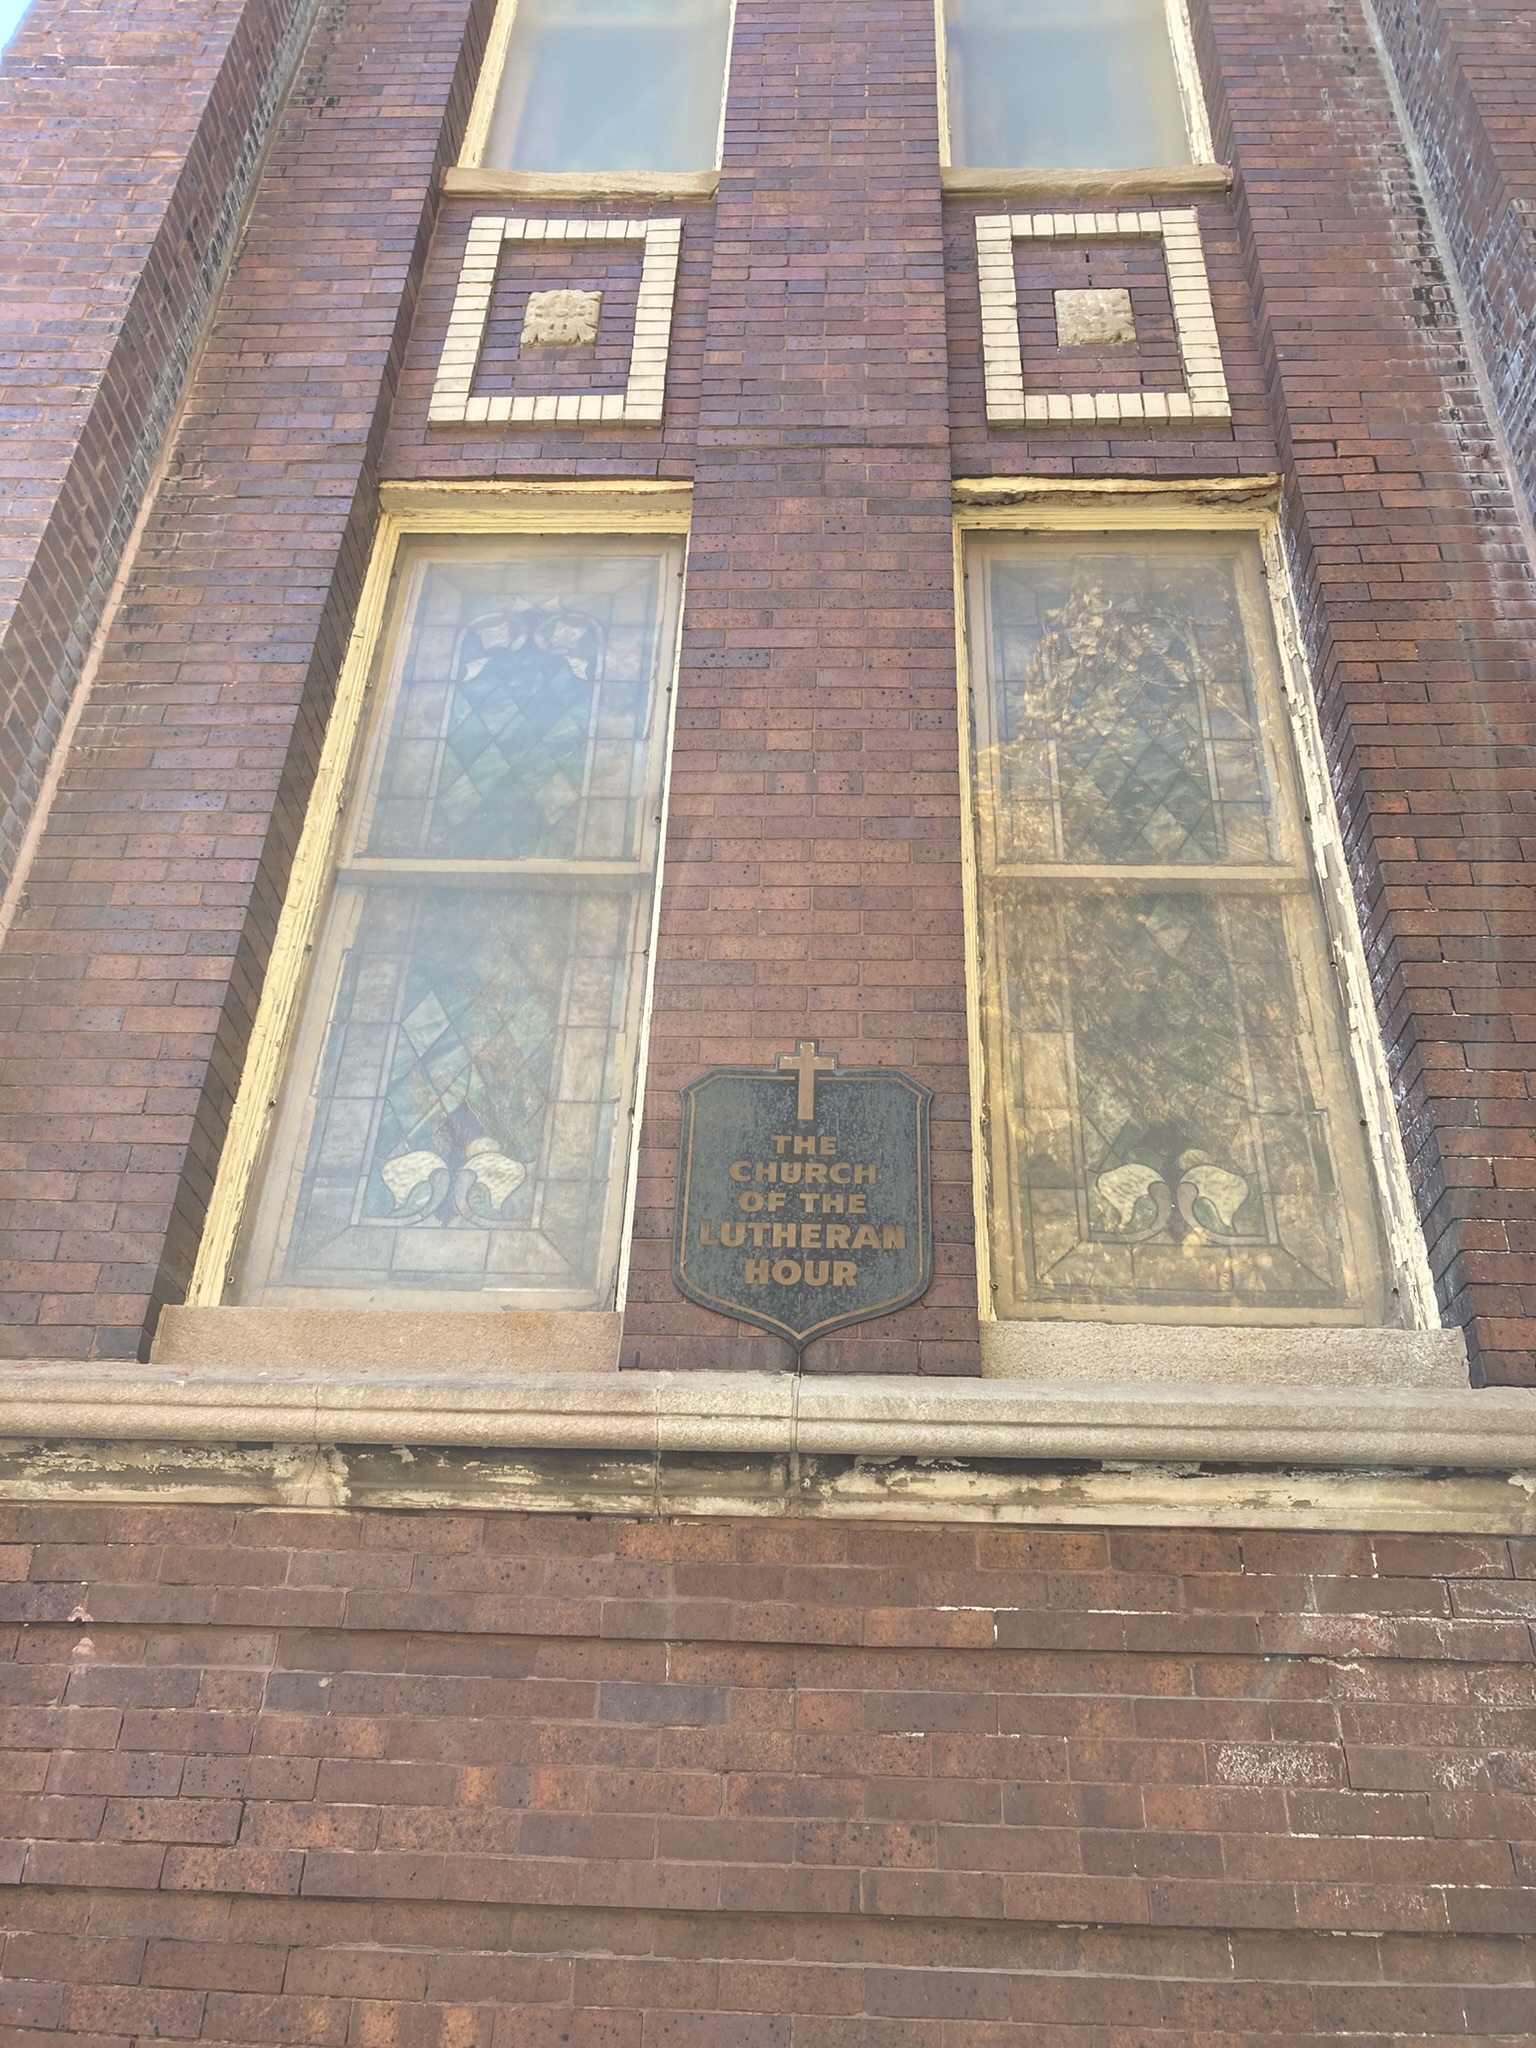 THE
CHURCH
OF THE
LUTHERAN
HOUR